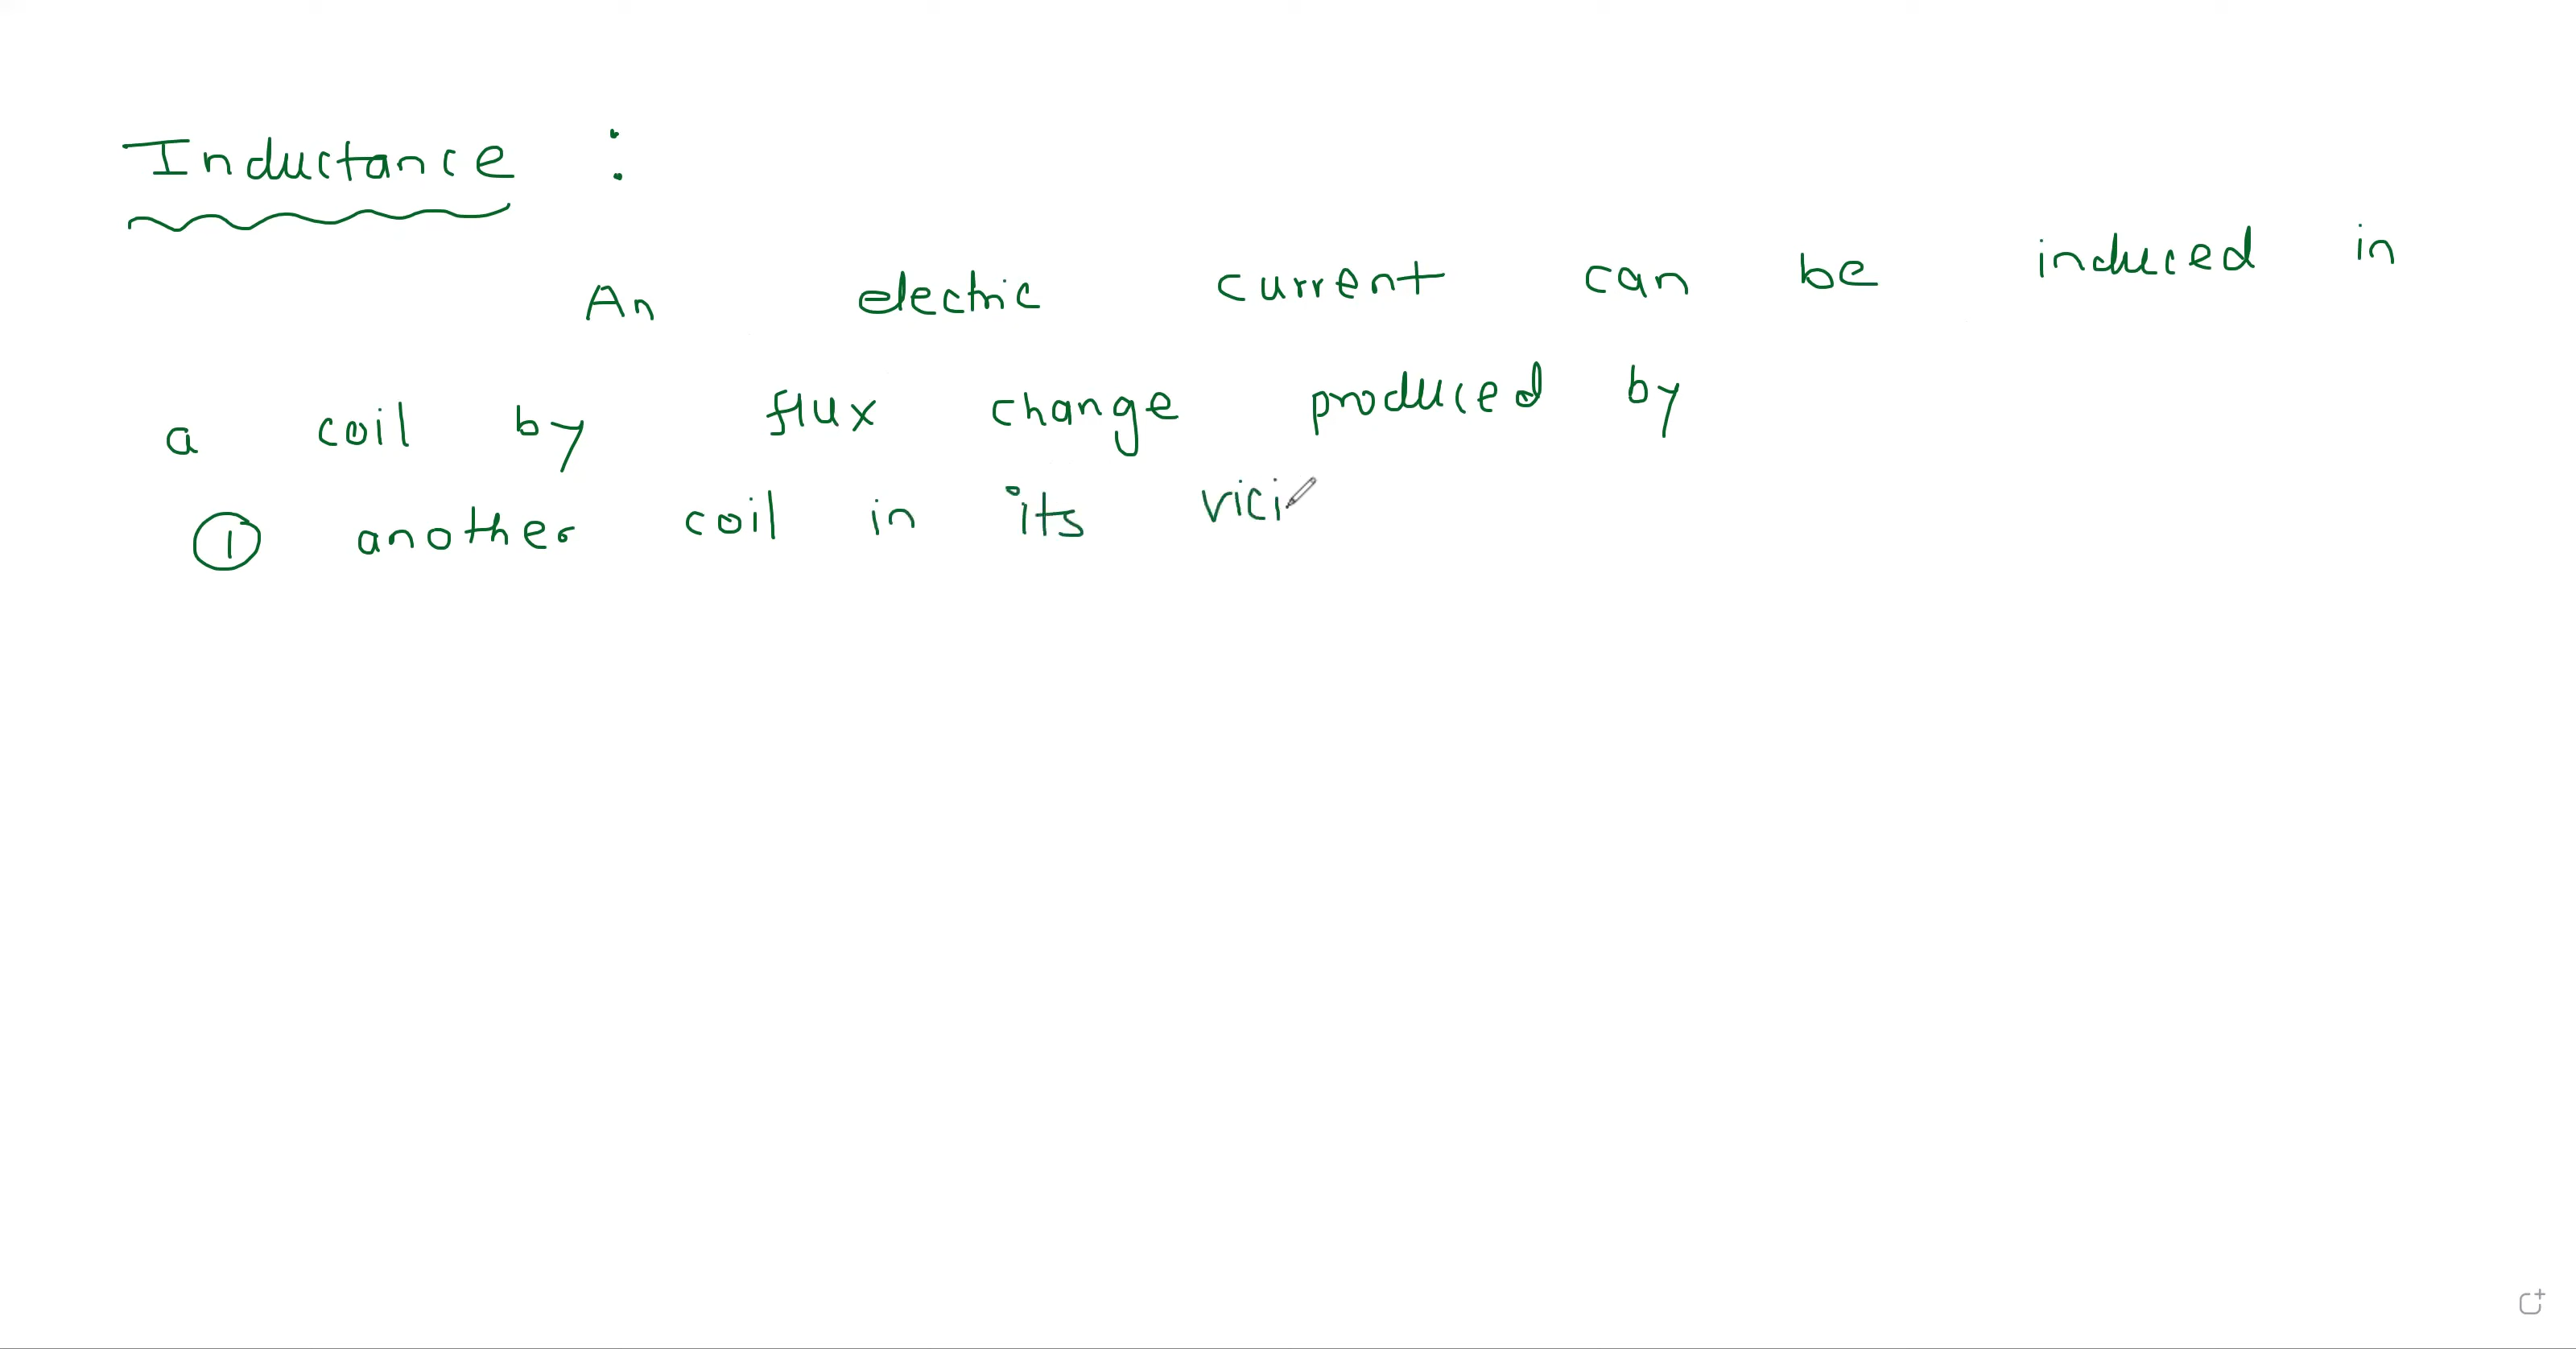 Inductance :
An electric current can be induced in
a coil by flux change produced by
① another coil in its vici